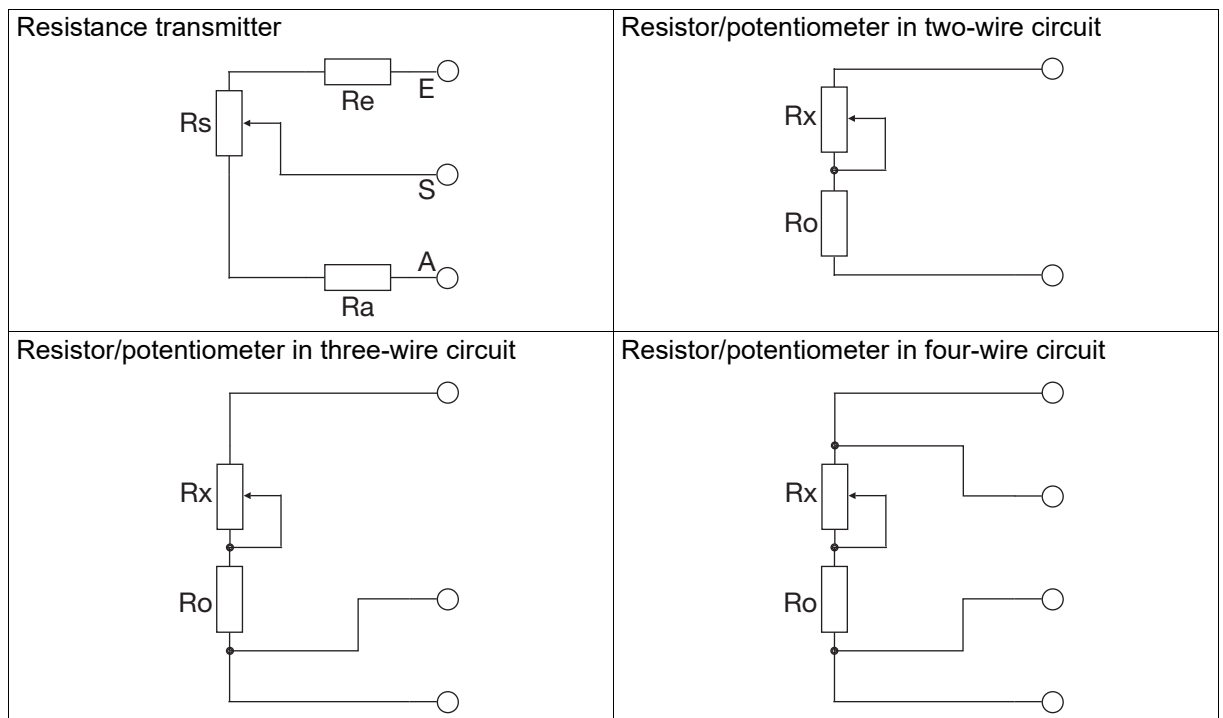 Resistance transmitter
Re
E
Rs
S
A
Ra
Resistor/potentiometer in two-wire circuit
Rx
Ro
Resistor/potentiometer in three-wire circuit
Rx
Ro
Resistor/potentiometer in four-wire circuit
Rx
Ro